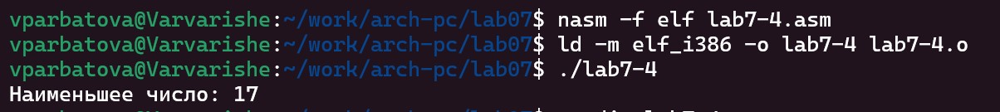 vparbatova@Varvarishe:~/work/arch-pc/lab07$ nasm -f elf lab7-4.asm
vparbatova@Varvarishe:~/work/arch-pc/lab07$ ld -m elf_i386 -o lab7-4 lab7-4.o
vparbatova@Varvarishe:~/work/arch-pc/lab07$ ./lab7-4
Наименьшее число: 17